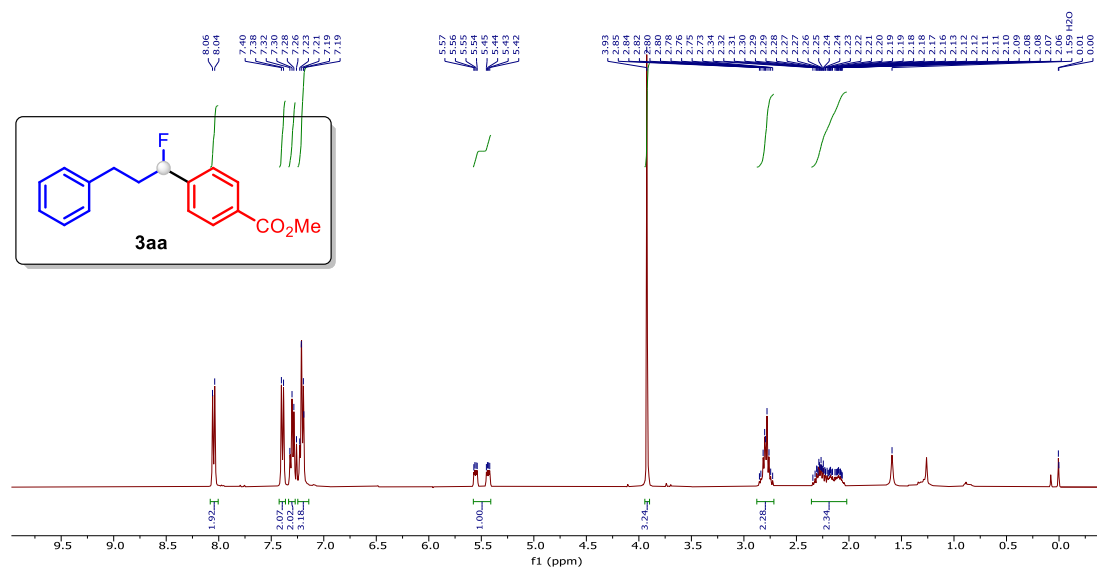 8.06 8.04 7.40 7.38 7.32 7.30 7.28 7.26 7.23 7.21 7.19 7.19 5.57 5.56 5.55 5.54 5.45 5.44 5.43 5.42 3.93 2.85 2.84 2.82 2.80 2.80 2.78 2.76 2.75 2.73 2.34 2.32 2.31 2.30 2.29 2.29 2.28 2.27 2.27 2.26 2.25 2.24 2.24 2.23 2.22 2.21 2.20 2.19 2.19 2.18 2.18 2.17 2.16 2.13 2.12 2.12 2.11 2.11 2.10 2.09 2.08 2.08 2.07 2.06 1.59 H2O 0.01 0.00
F
CO2Me
3aa
1.92 2.07 2.02 3.18 1.00 3.24 2.28 2.34
9.5 9.0 8.5 8.0 7.5 7.0 6.5 6.0 5.5 5.0 4.5 4.0 3.5 3.0 2.5 2.0 1.5 1.0 0.5 0.0
f1 (ppm)